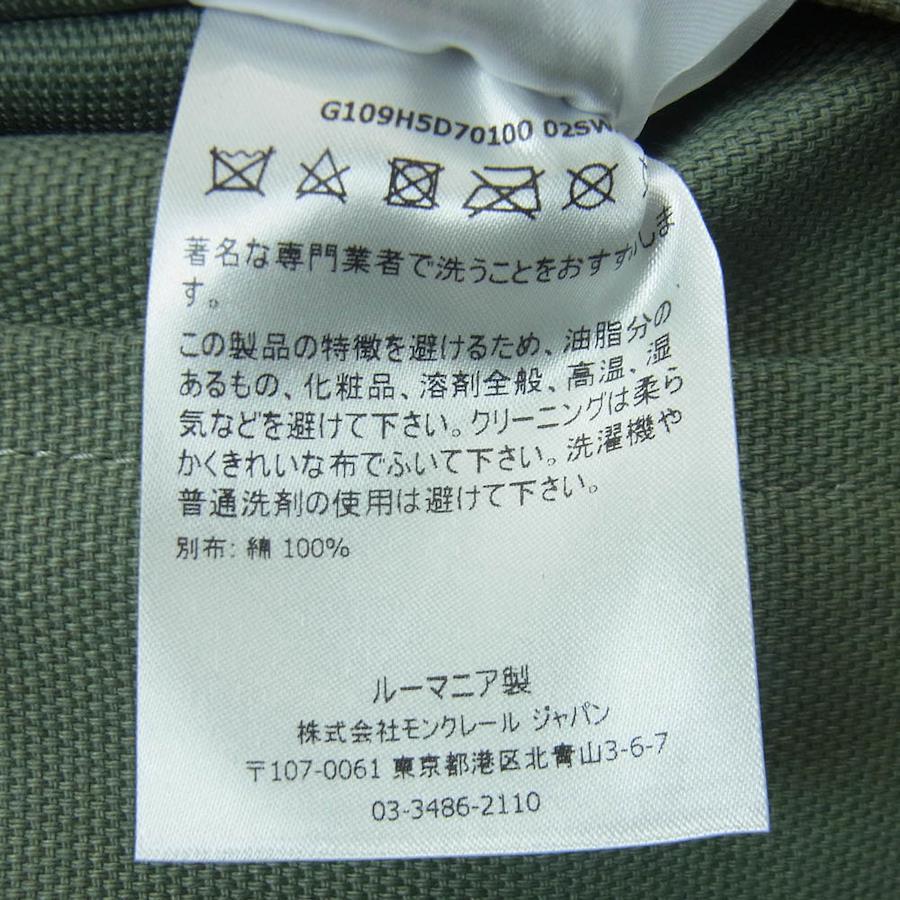 G109H5D70100 02SW
著名な専門業者で洗うことをおすすめしま
す。
この製品の特徴を避けるため、油脂分の
あるもの、化粧品、溶剤全般、高温、湿
気などを避けて下さい。クリーニングは柔ら
かくきれいな布でふいて下さい。洗濯機や
普通洗剤の使用は避けて下さい。
別布: 綿 100%
ルーマニア製
株式会社モンクレール ジャパン
〒107-0061 東京都港区北青山3-6-7
03-3486-2110